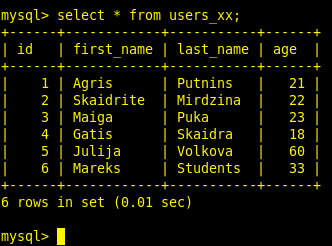 mysql> select * from users_xx;
+------+------------+-----------+------+
| id   | first_name | last_name | age  |
+------+------------+-----------+------+
|    1 | Agris      | Putnins   |   21 |
|    2 | Skaidrite  | Mirdzina  |   22 |
|    3 | Maiga      | Puka      |   23 |
|    4 | Gatis      | Skaidra   |   18 |
|    5 | Julija     | Volkova   |   60 |
|    6 | Mareks     | Students  |   33 |
+------+------------+-----------+------+
6 rows in set (0.01 sec)
mysql>